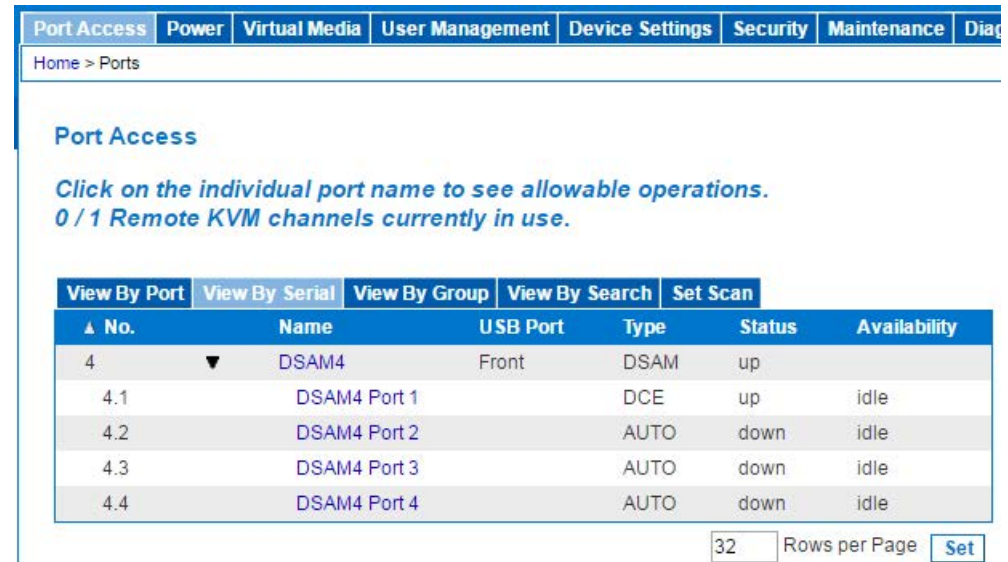 Port Access Power Virtual Media User Management Device Settings Security Maintenance Diag
Home > Ports
Port Access
Click on the individual port name to see allowable operations.
0 / 1 Remote KVM channels currently in use.
View By Port View By Serial View By Group View By Search Set Scan
▲ No. Name USB Port Type Status Availability
4 ▼ DSAM4 Front DSAM up
4.1 DSAM4 Port 1 DCE up idle
4.2 DSAM4 Port 2 AUTO down idle
4.3 DSAM4 Port 3 AUTO down idle
4.4 DSAM4 Port 4 AUTO down idle
32 Rows per Page Set